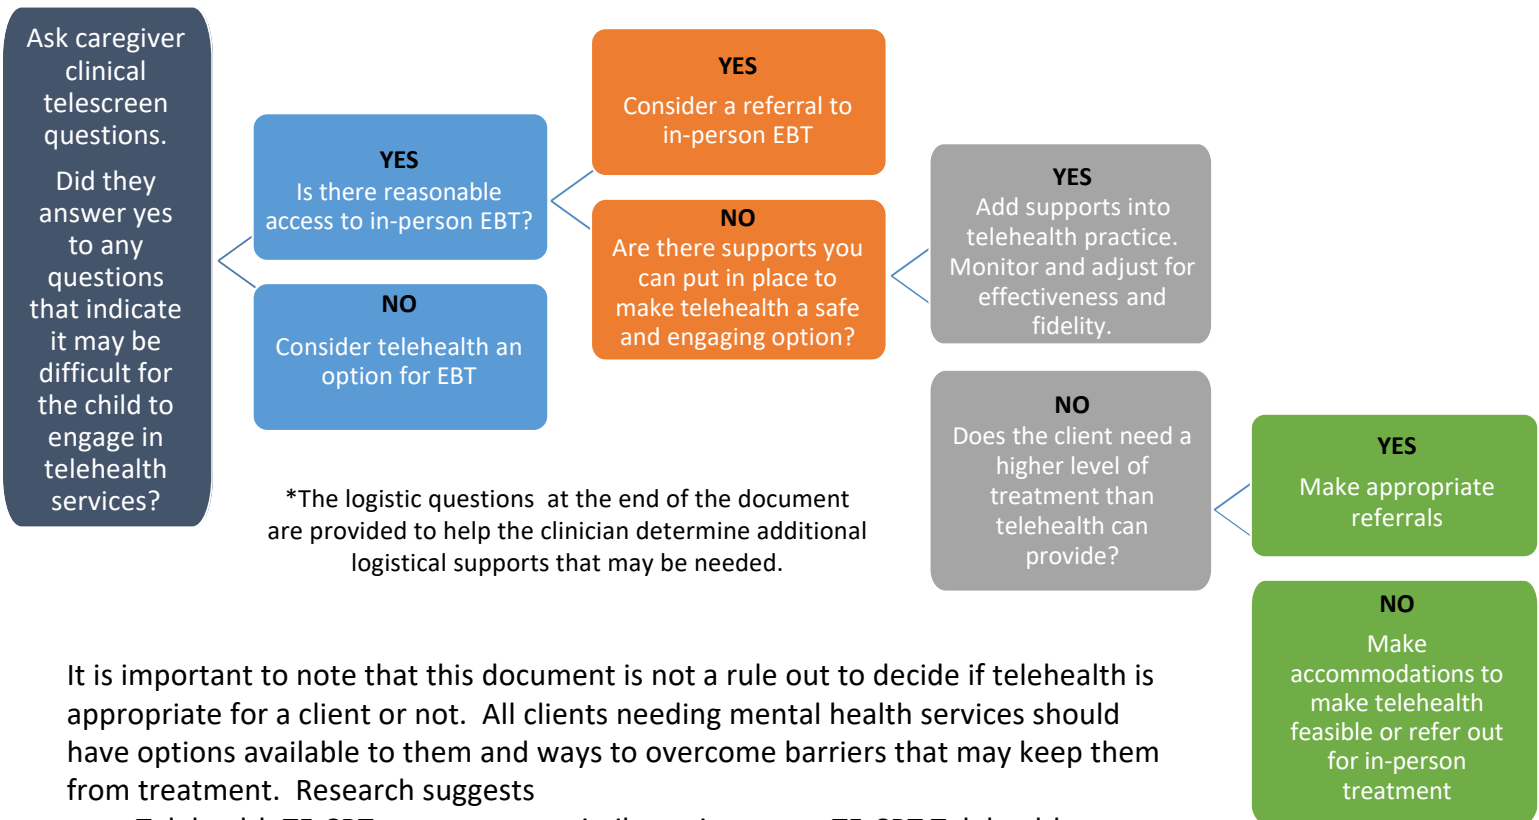 Ask caregiver
clinical
telescreen
questions.
Did they
answer yes
to any
questions
that indicate
it may be
difficult for
the child to
engage in
telehealth
services?
YES
Is there reasonable
access to in-person EBT?
NO
Consider telehealth an
option for EBT
YES
Consider a referral to
in-person EBT
NO
Are there supports you
can put in place to
make telehealth a safe
and engaging option?
YES
Add supports into
telehealth practice.
Monitor and adjust for
effectiveness and
fidelity.
NO
Does the client need a
higher level of
treatment than
telehealth can
provide?
YES
Make appropriate
referrals
NO
Make
accommodations to
make telehealth
feasible or refer out
for in-person
treatment
*The logistic questions at the end of the document
are provided to help the clinician determine additional
logistical supports that may be needed.
It is important to note that this document is not a rule out to decide if telehealth is
appropriate for a client or not. All clients needing mental health services should
have options available to them and ways to overcome barriers that may keep them
from treatment. Research suggests